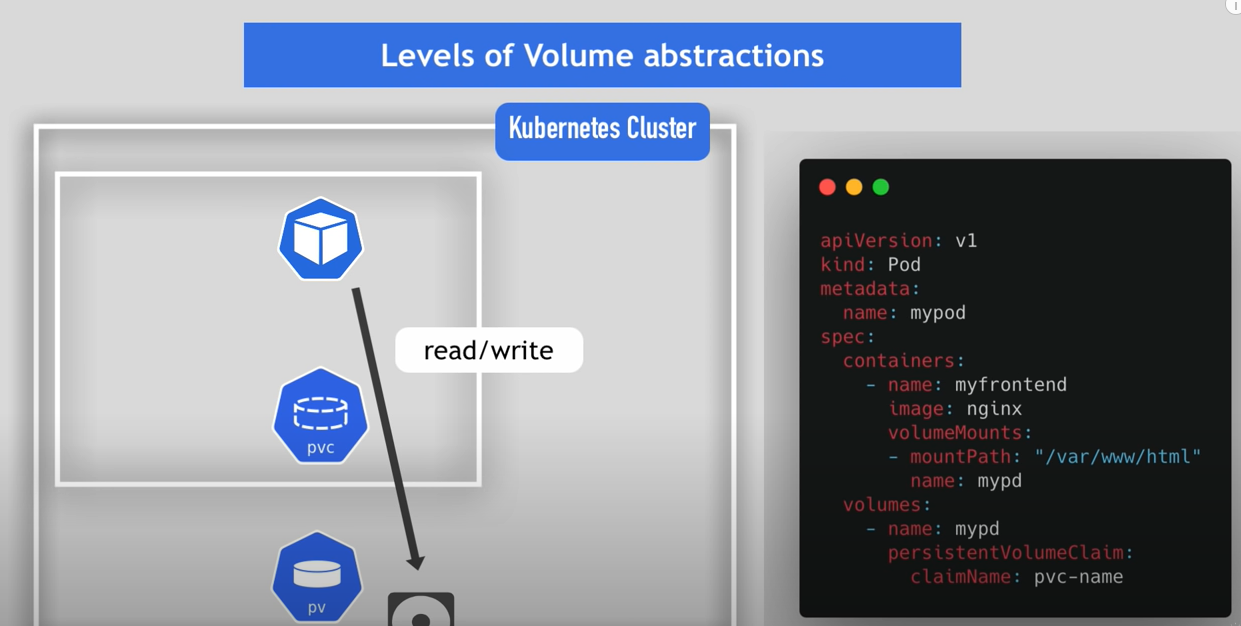 Levels of Volume abstractions
Kubernetes Cluster
read/write
pvc
pv
apiVersion: v1
kind: Pod
metadata:
  name: mypod
spec:
  containers:
    - name: myfrontend
      image: nginx
      volumeMounts:
      - mountPath: "/var/www/html"
        name: mypd
  volumes:
    - name: mypd
      persistentVolumeClaim:
        claimName: pvc-name